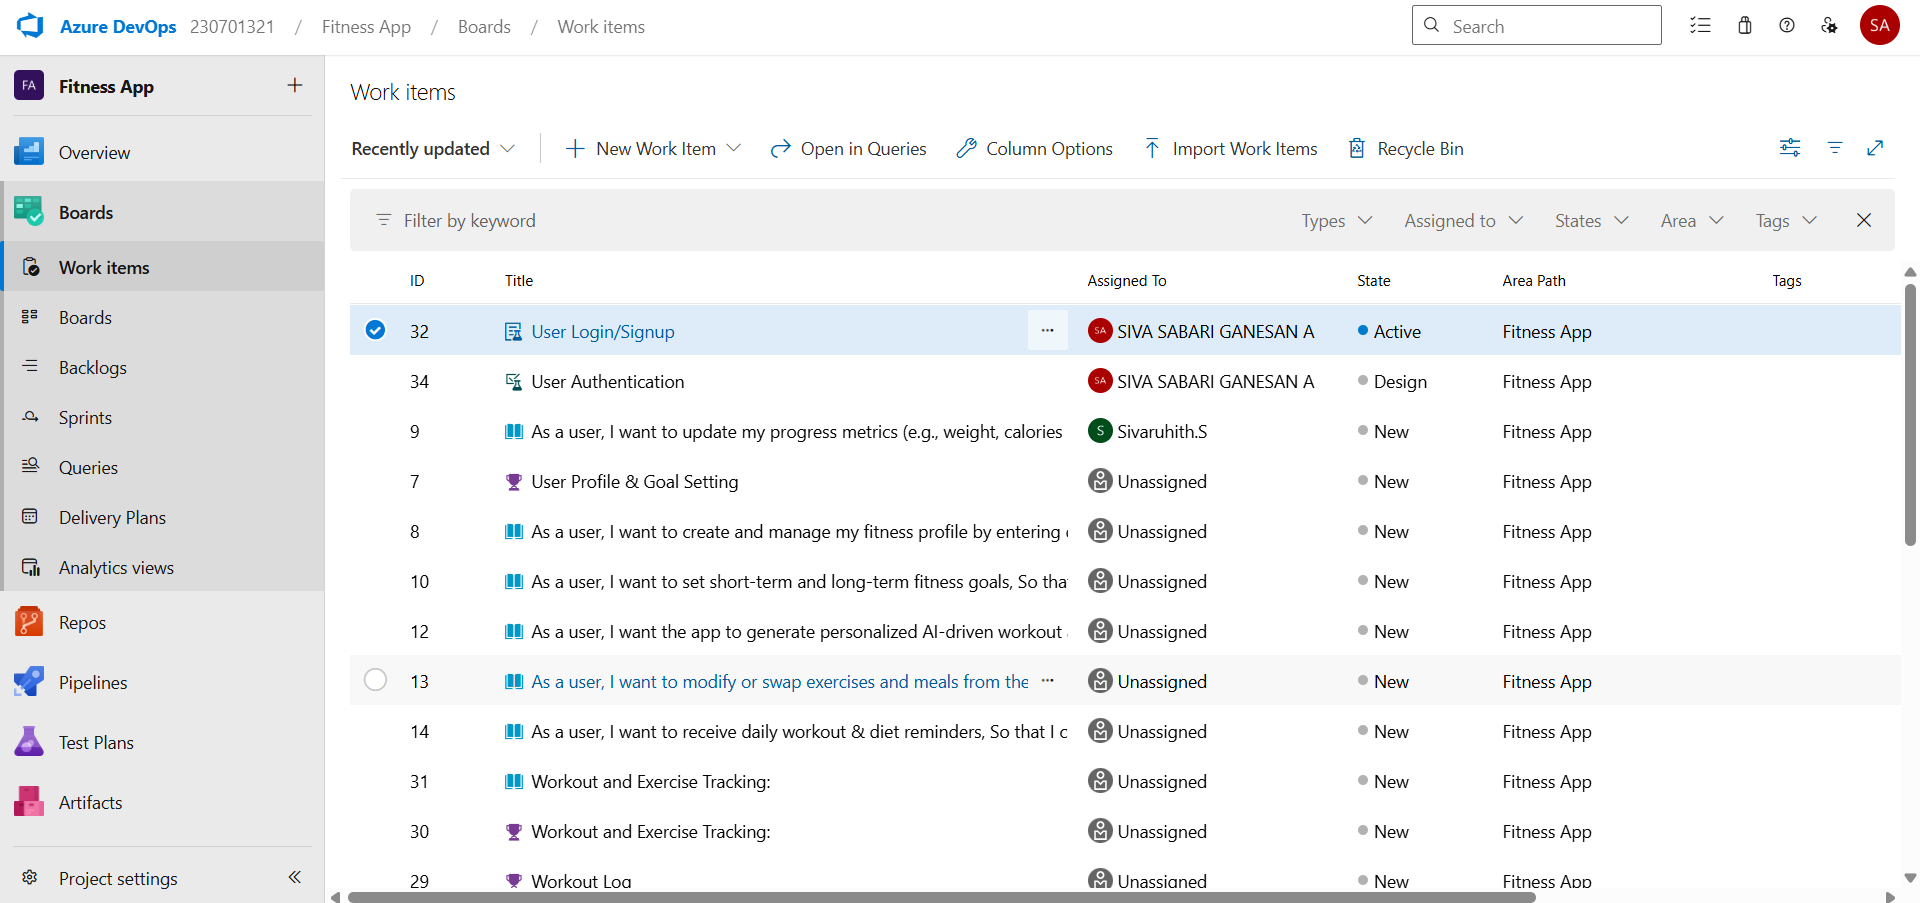 Azure DevOps 230701321 / Fitness App / Boards / Work items Search SA
FA Fitness App
Work items
Recently updated New Work Item Open in Queries Column Options Import Work Items Recycle Bin
Overview
Boards
Work items
Boards
Backlogs
Sprints
Queries
Delivery Plans
Analytics views
Repos
Pipelines
Test Plans
Artifacts
Project settings
Filter by keyword Types Assigned to States Area Tags
ID Title Assigned To State Area Path Tags
32 User Login/Signup ... SA SIVA SABARI GANESAN A Active Fitness App
34 User Authentication SA SIVA SABARI GANESAN A Design Fitness App
9 As a user, I want to update my progress metrics (e.g., weight, calories S Sivaruhith.S New Fitness App
7 User Profile & Goal Setting Unassigned New Fitness App
8 As a user, I want to create and manage my fitness profile by entering Unassigned New Fitness App
10 As a user, I want to set short-term and long-term fitness goals, So tha Unassigned New Fitness App
12 As a user, I want the app to generate personalized AI-driven workout Unassigned New Fitness App
13 As a user, I want to modify or swap exercises and meals from the ... Unassigned New Fitness App
14 As a user, I want to receive daily workout & diet reminders, So that I c Unassigned New Fitness App
31 Workout and Exercise Tracking: Unassigned New Fitness App
30 Workout and Exercise Tracking: Unassigned New Fitness App
29 Workout Log Unassigned New Fitness App